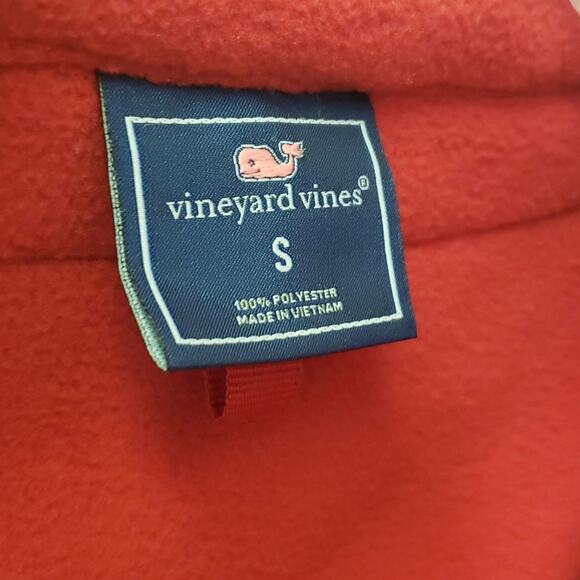 vineyard vines®
S
100% POLYESTER
MADE IN VIETNAM